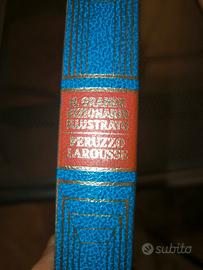 IL GRANDE
DIZIONARIO
ILLUSTRATO
PERUZZO
LAROUSSE
subito